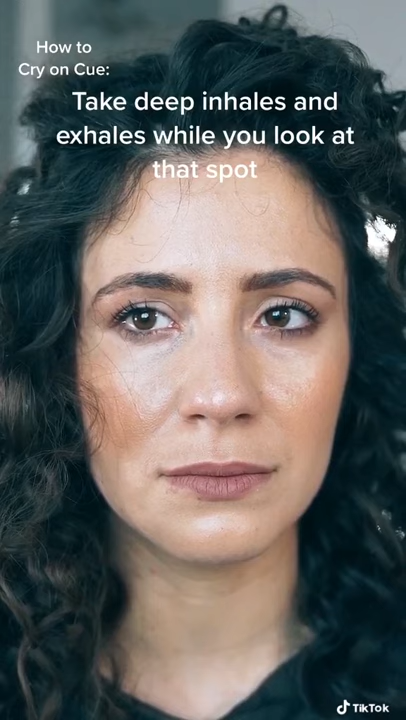 How to
Cry on Cue:
Take deep inhales and
exhales while you look at
that spot
TikTok